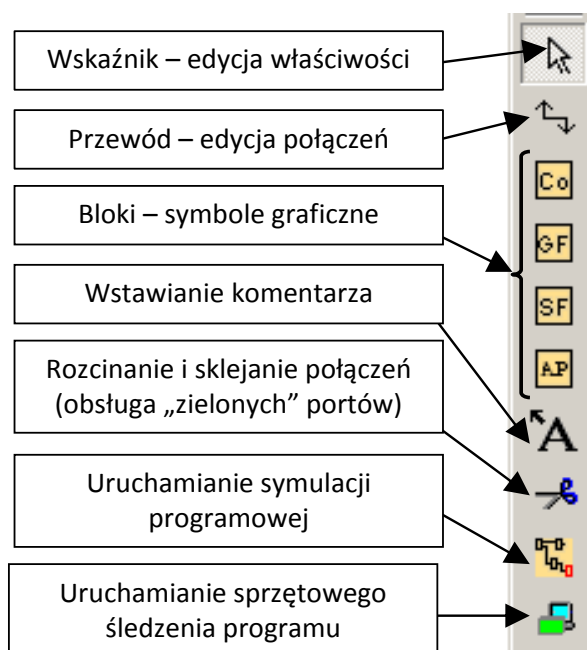 Wskaźnik – edycja właściwości
Przewód – edycja połączeń
Bloki – symbole graficzne
Wstawianie komentarza
Rozcinanie i sklejanie połączeń
(obsługa „zielonych” portów)
Uruchamianie symulacji
programowej
Uruchamianie sprzętowego
śledzenia programu
Co
GF
SF
AP
A